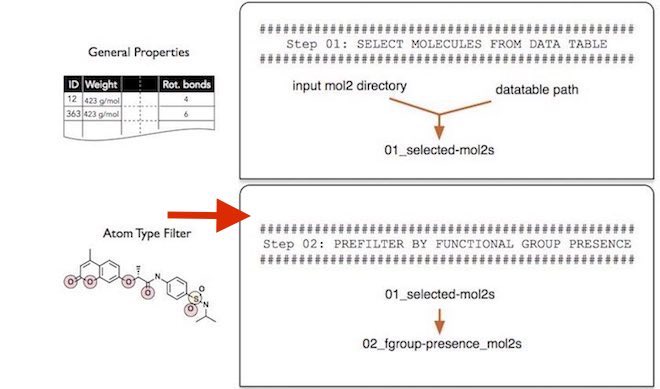 General Properties
ID Weight Rot. bonds
12 423 g/mol 4
363 423 g/mol 6
####################################################
Step 01: SELECT MOLECULES FROM DATA TABLE
####################################################
input mol2 directory
datatable path
01_selected-mol2s
Atom Type Filter
O O O O N S O O N
####################################################
Step 02: PREFILTER BY FUNCTIONAL GROUP PRESENCE
####################################################
01_selected-mol2s
02_fgroup-presence_mol2s